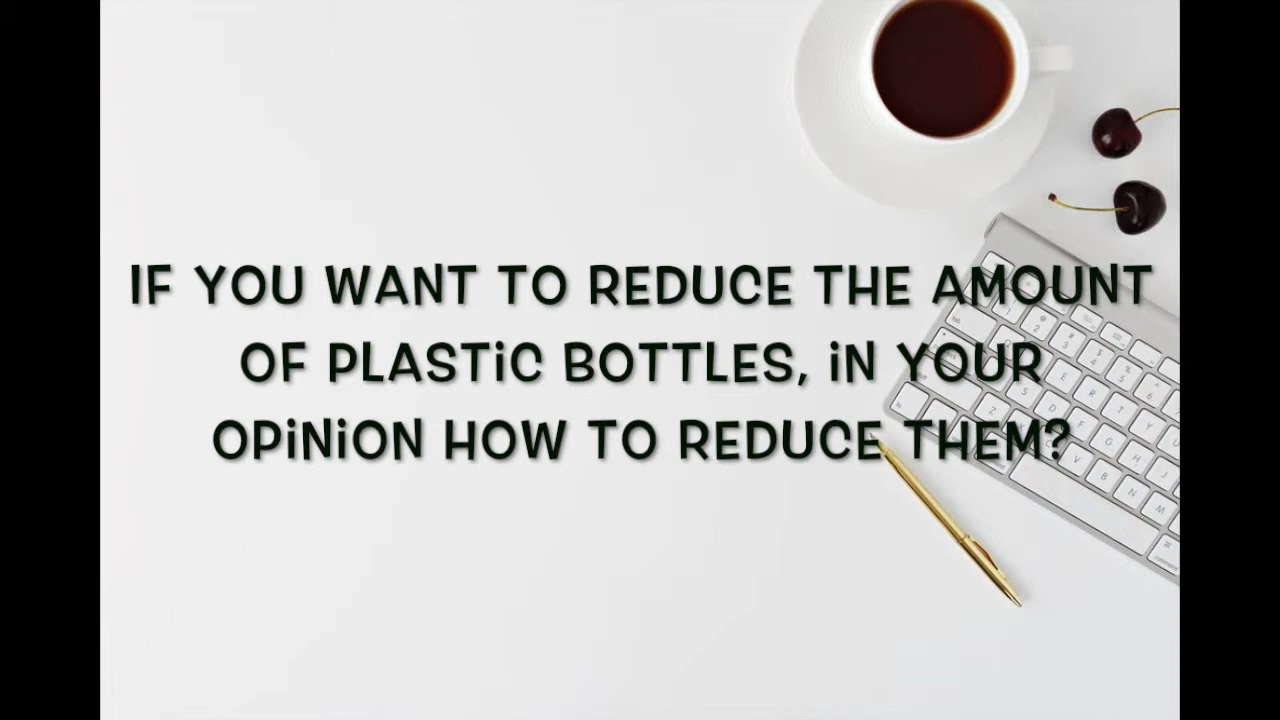 IF YOU WANT TO REDUCE THE AMOUNT
OF PLASTiC BOTTLES, iN YOUR
OPiNiON HOW TO REDUCE THEM?